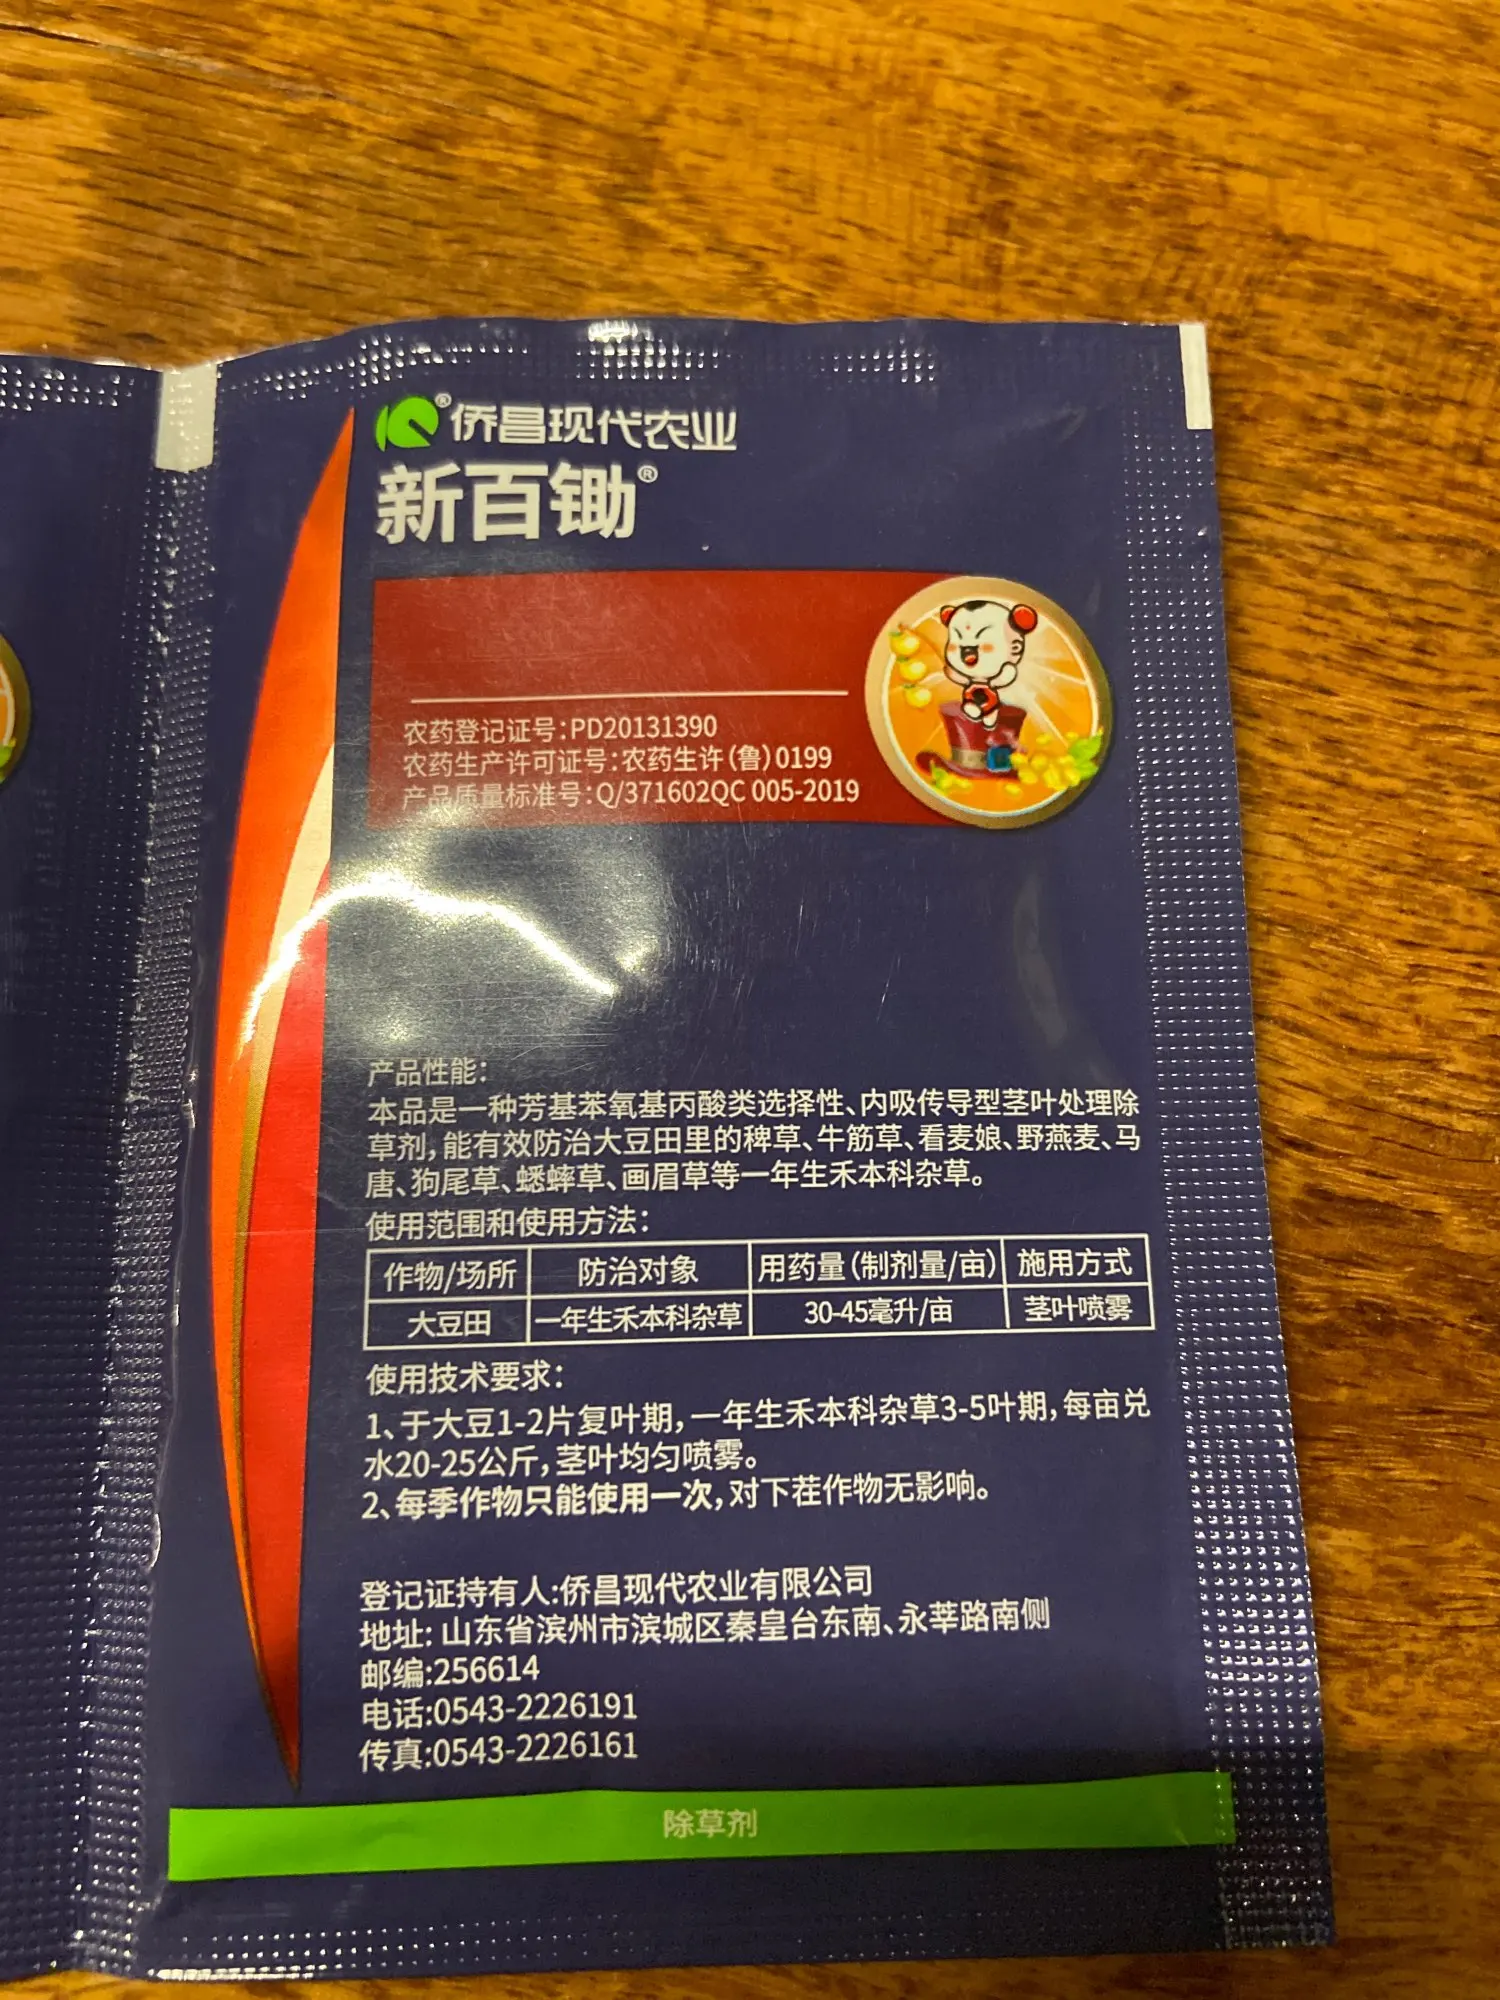 侨昌现代农业
新百锄®
农药登记证号:PD20131390
农药生产许可证号:农药生许(鲁)0199
产品质量标准号:Q/371602QC 005-2019
产品性能:
本品是一种芳基苯氧基丙酸类选择性、内吸传导型茎叶处理除
草剂,能有效防治大豆田里的稗草、牛筋草、看麦娘、野燕麦、马
唐、狗尾草、蟋蟀草、画眉草等一年生禾本科杂草。
使用范围和使用方法:
作物/场所 防治对象 用药量(制剂量/亩) 施用方式
大豆田 一年生禾本科杂草 30-45毫升/亩 茎叶喷雾
使用技术要求:
1、于大豆1-2片复叶期,一年生禾本科杂草3-5叶期,每亩兑
水20-25公斤,茎叶均匀喷雾。
2、每季作物只能使用一次,对下茬作物无影响。
登记证持有人:侨昌现代农业有限公司
地址:山东省滨州市滨城区秦皇台东南、永莘路南侧
邮编:256614
电话:0543-2226191
传真:0543-2226161
除草剂